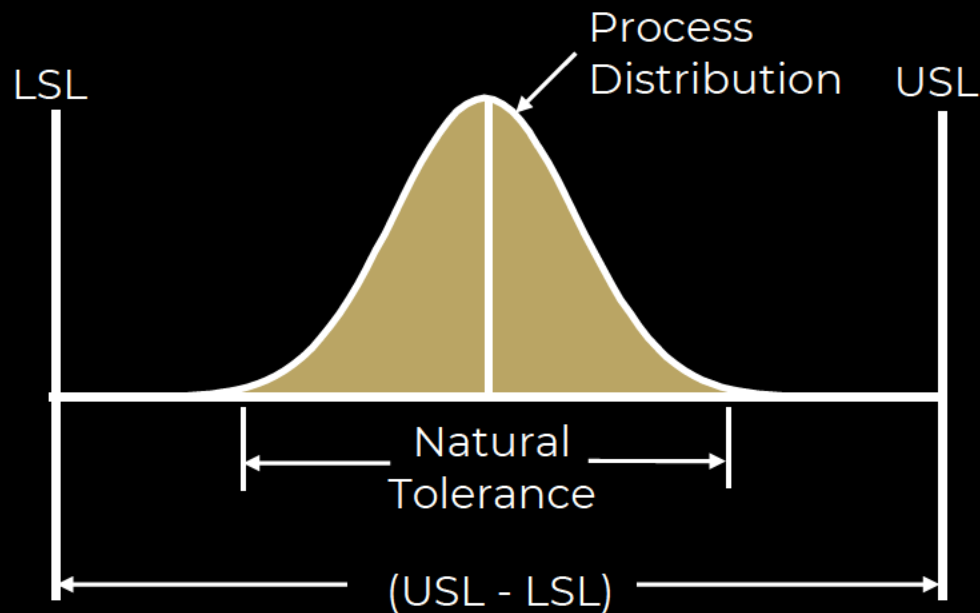 Process
Distribution
LSL
USL
Natural
Tolerance
(USL - LSL)